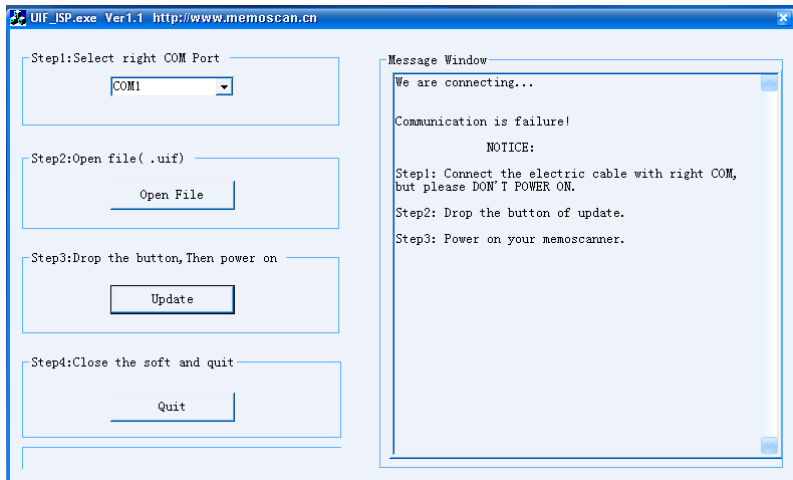 UIF_ISP.exe Ver1.1 http://www.memoscan.cn
Step1:Select right COM Port
COM1
Step2:Open file( .uif)
Open File
Step3:Drop the button,Then power on
Update
Step4:Close the soft and quit
Quit
Message Window
We are connecting...
Communication is failure!
NOTICE:
Step1: Connect the electric cable with right COM,
but please DON'T POWER ON.
Step2: Drop the button of update.
Step3: Power on your memoscanner.